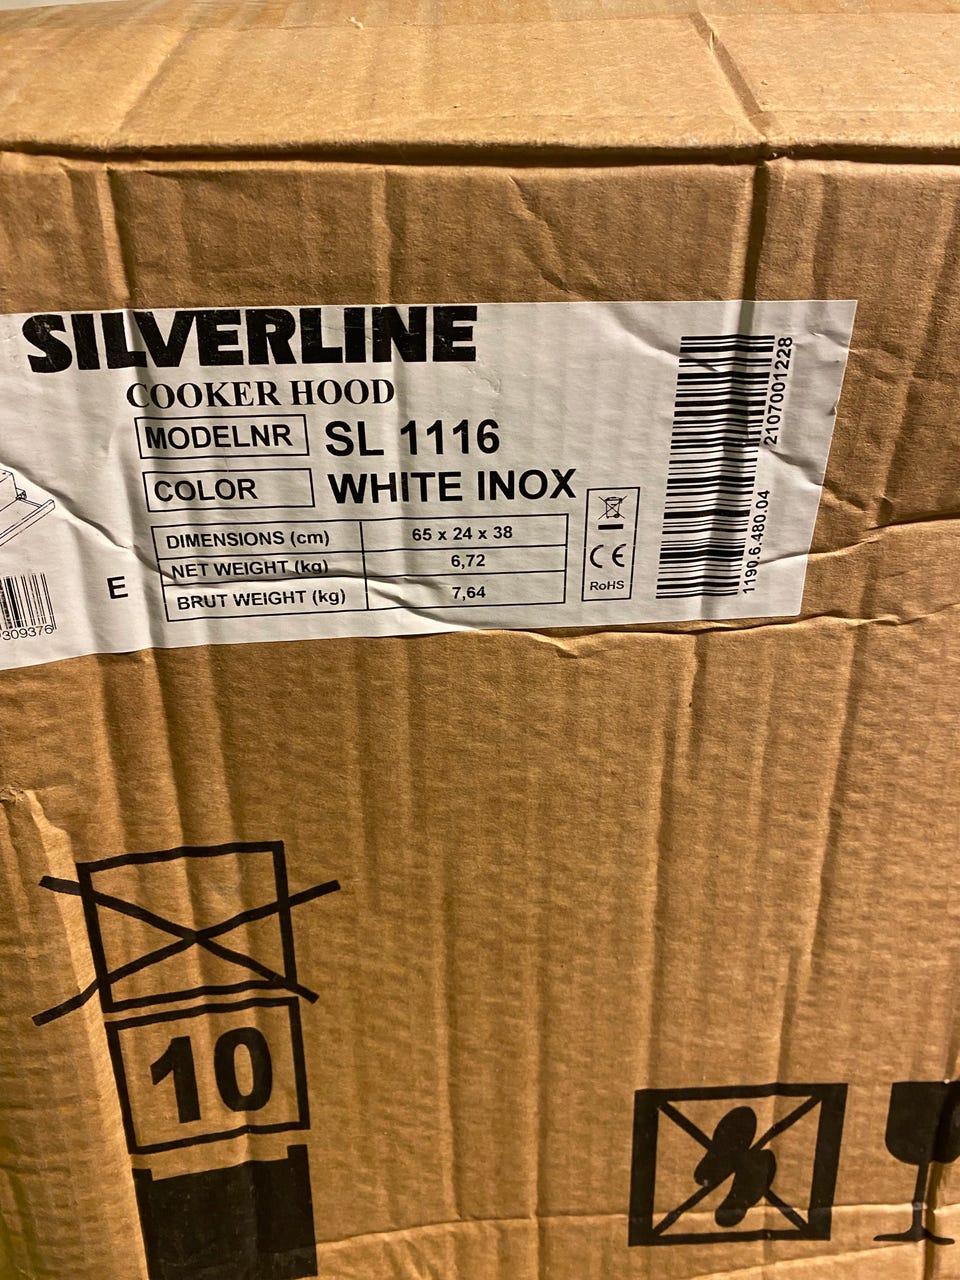 SILVERLINE
COOKER HOOD
MODELNR SL 1116
COLOR WHITE INOX
DIMENSIONS (cm) 65 x 24 x 38
NET WEIGHT (kg) 6,72
BRUT WEIGHT (kg) 7,64
E
CE
RoHS
2107001228
1190.6.480.04
309376
10